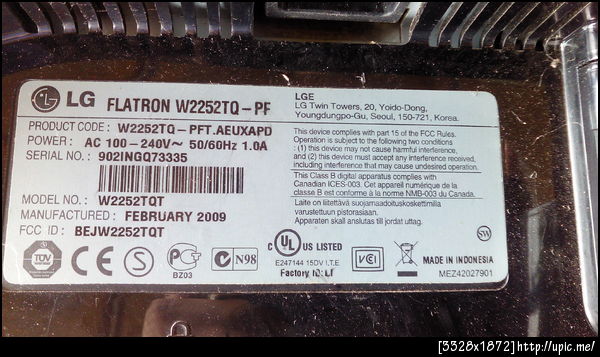 LG FLATRON W2252TQ-PF
LGE
LG Twin Towers, 20, Yoido-Dong,
Youngdungpo-Gu, Seoul, 150-721, Korea.
PRODUCT CODE : W2252TQ-PFT.AEUXAPD
POWER : AC 100-240V~ 50/60Hz 1.0A
SERIAL NO. : 902INGQ73335
MODEL NO. : W2252TQT
MANUFACTURED : FEBRUARY 2009
FCC ID : BEJW2252TQT
This device complies with part 15 of the FCC Rules.
Operation is subject to the following two conditions
: (1) this device may not cause harmful interference,
and (2) this device must accept any interference
received, including interference that may cause undesired operation.
This Class B digital apparatus complies with
Canadian ICES-003. Cet appareil numérique de la
classe B est conforme à la norme NMB-003 du Canada.
Laite on liitettävä suojamaadoituskoskettimilla
varustettuun pistorasiaan.
Apparaten skall anslutas till jordat uttag.
TÜV
CE
PCT
BZ03
N98
C UL US LISTED
E247144 15DV I.T.E
Factory ID: LT
VCI
SW
MADE IN INDONESIA
MEZ42027901
[3328x1872]http://upic.me/